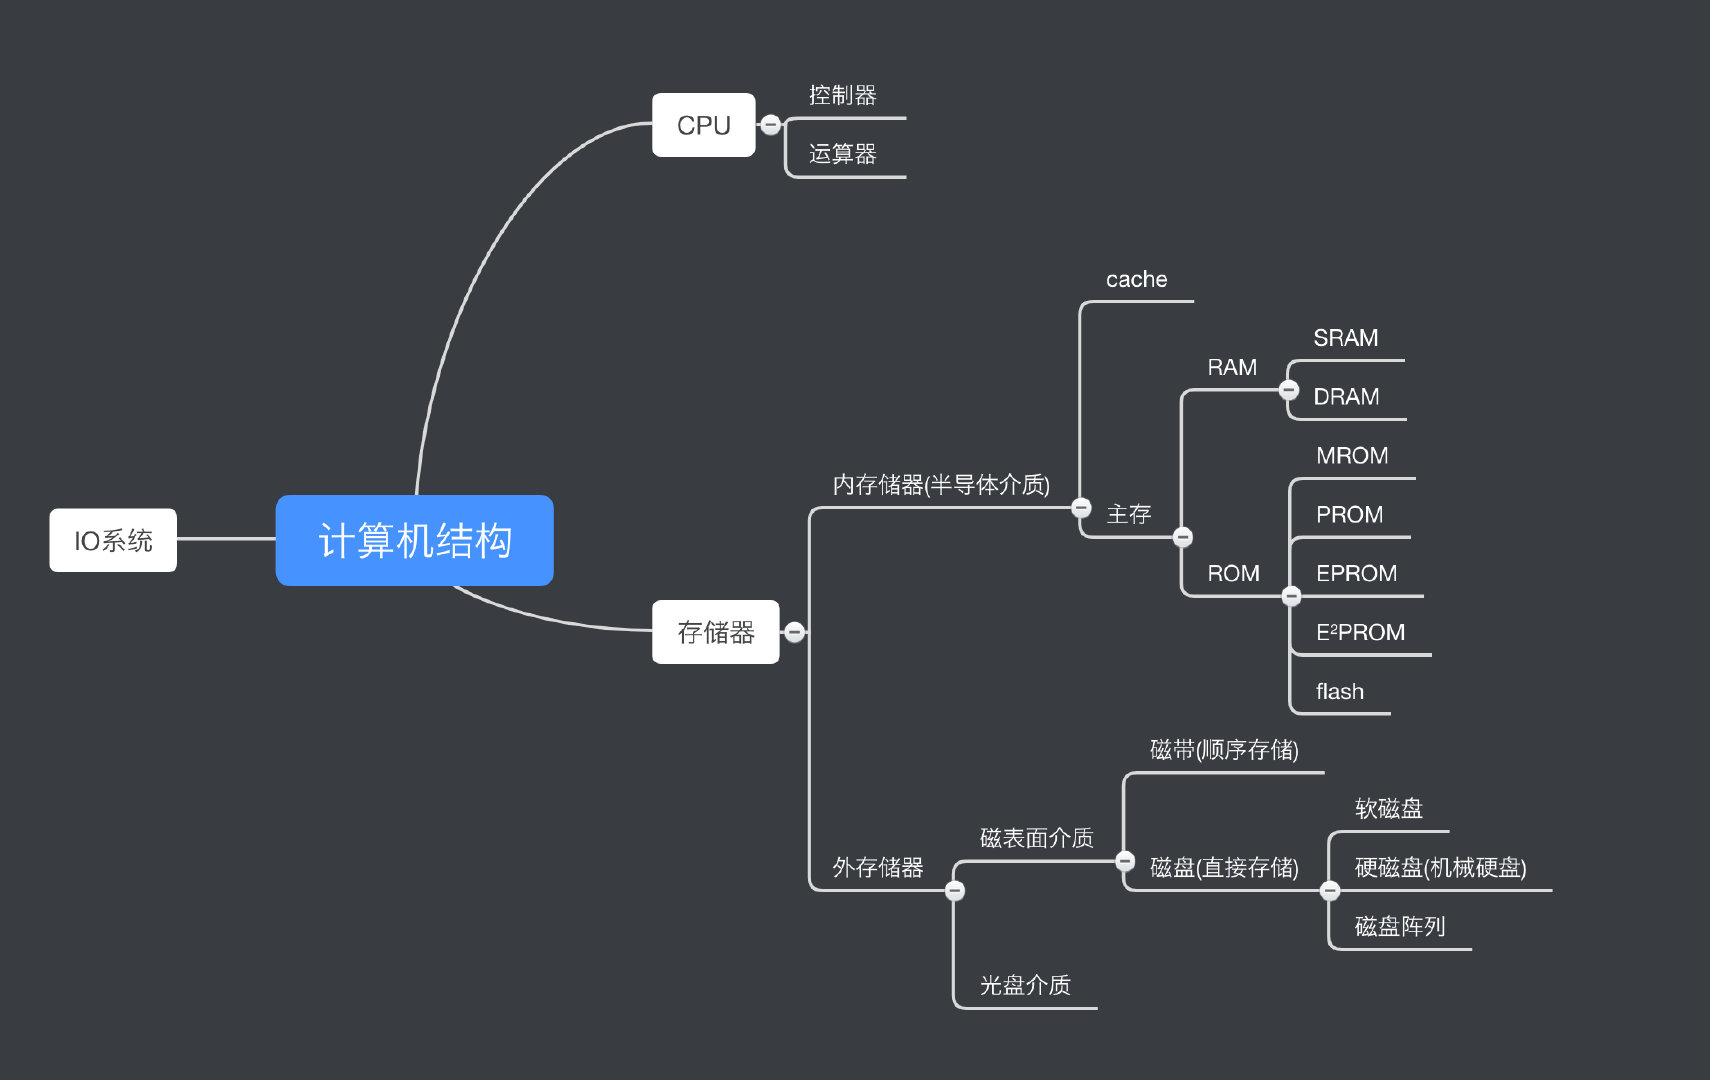 控制器
CPU
运算器
cache
SRAM
RAM
DRAM
MROM
内存储器(半导体介质)
主存
PROM
IO系统
计算机结构
ROM
EPROM
存储器
E²PROM
flash
磁带(顺序存储)
软磁盘
磁表面介质
外存储器
磁盘(直接存储)
硬磁盘(机械硬盘)
磁盘阵列
光盘介质